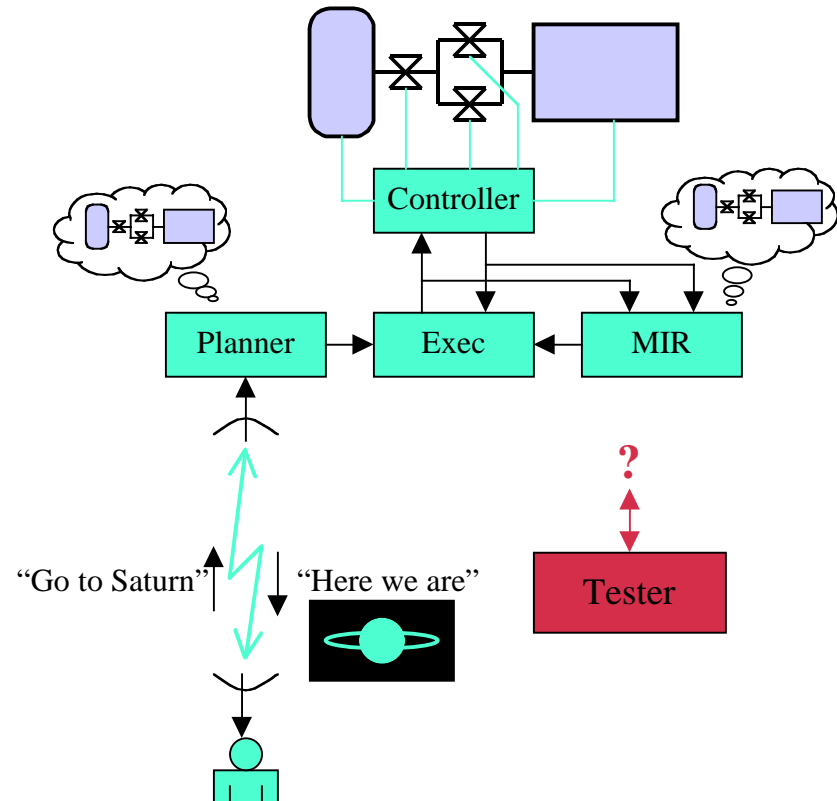 Controller
Planner
Exec
MIR
?
“Go to Saturn”
“Here we are”
Tester